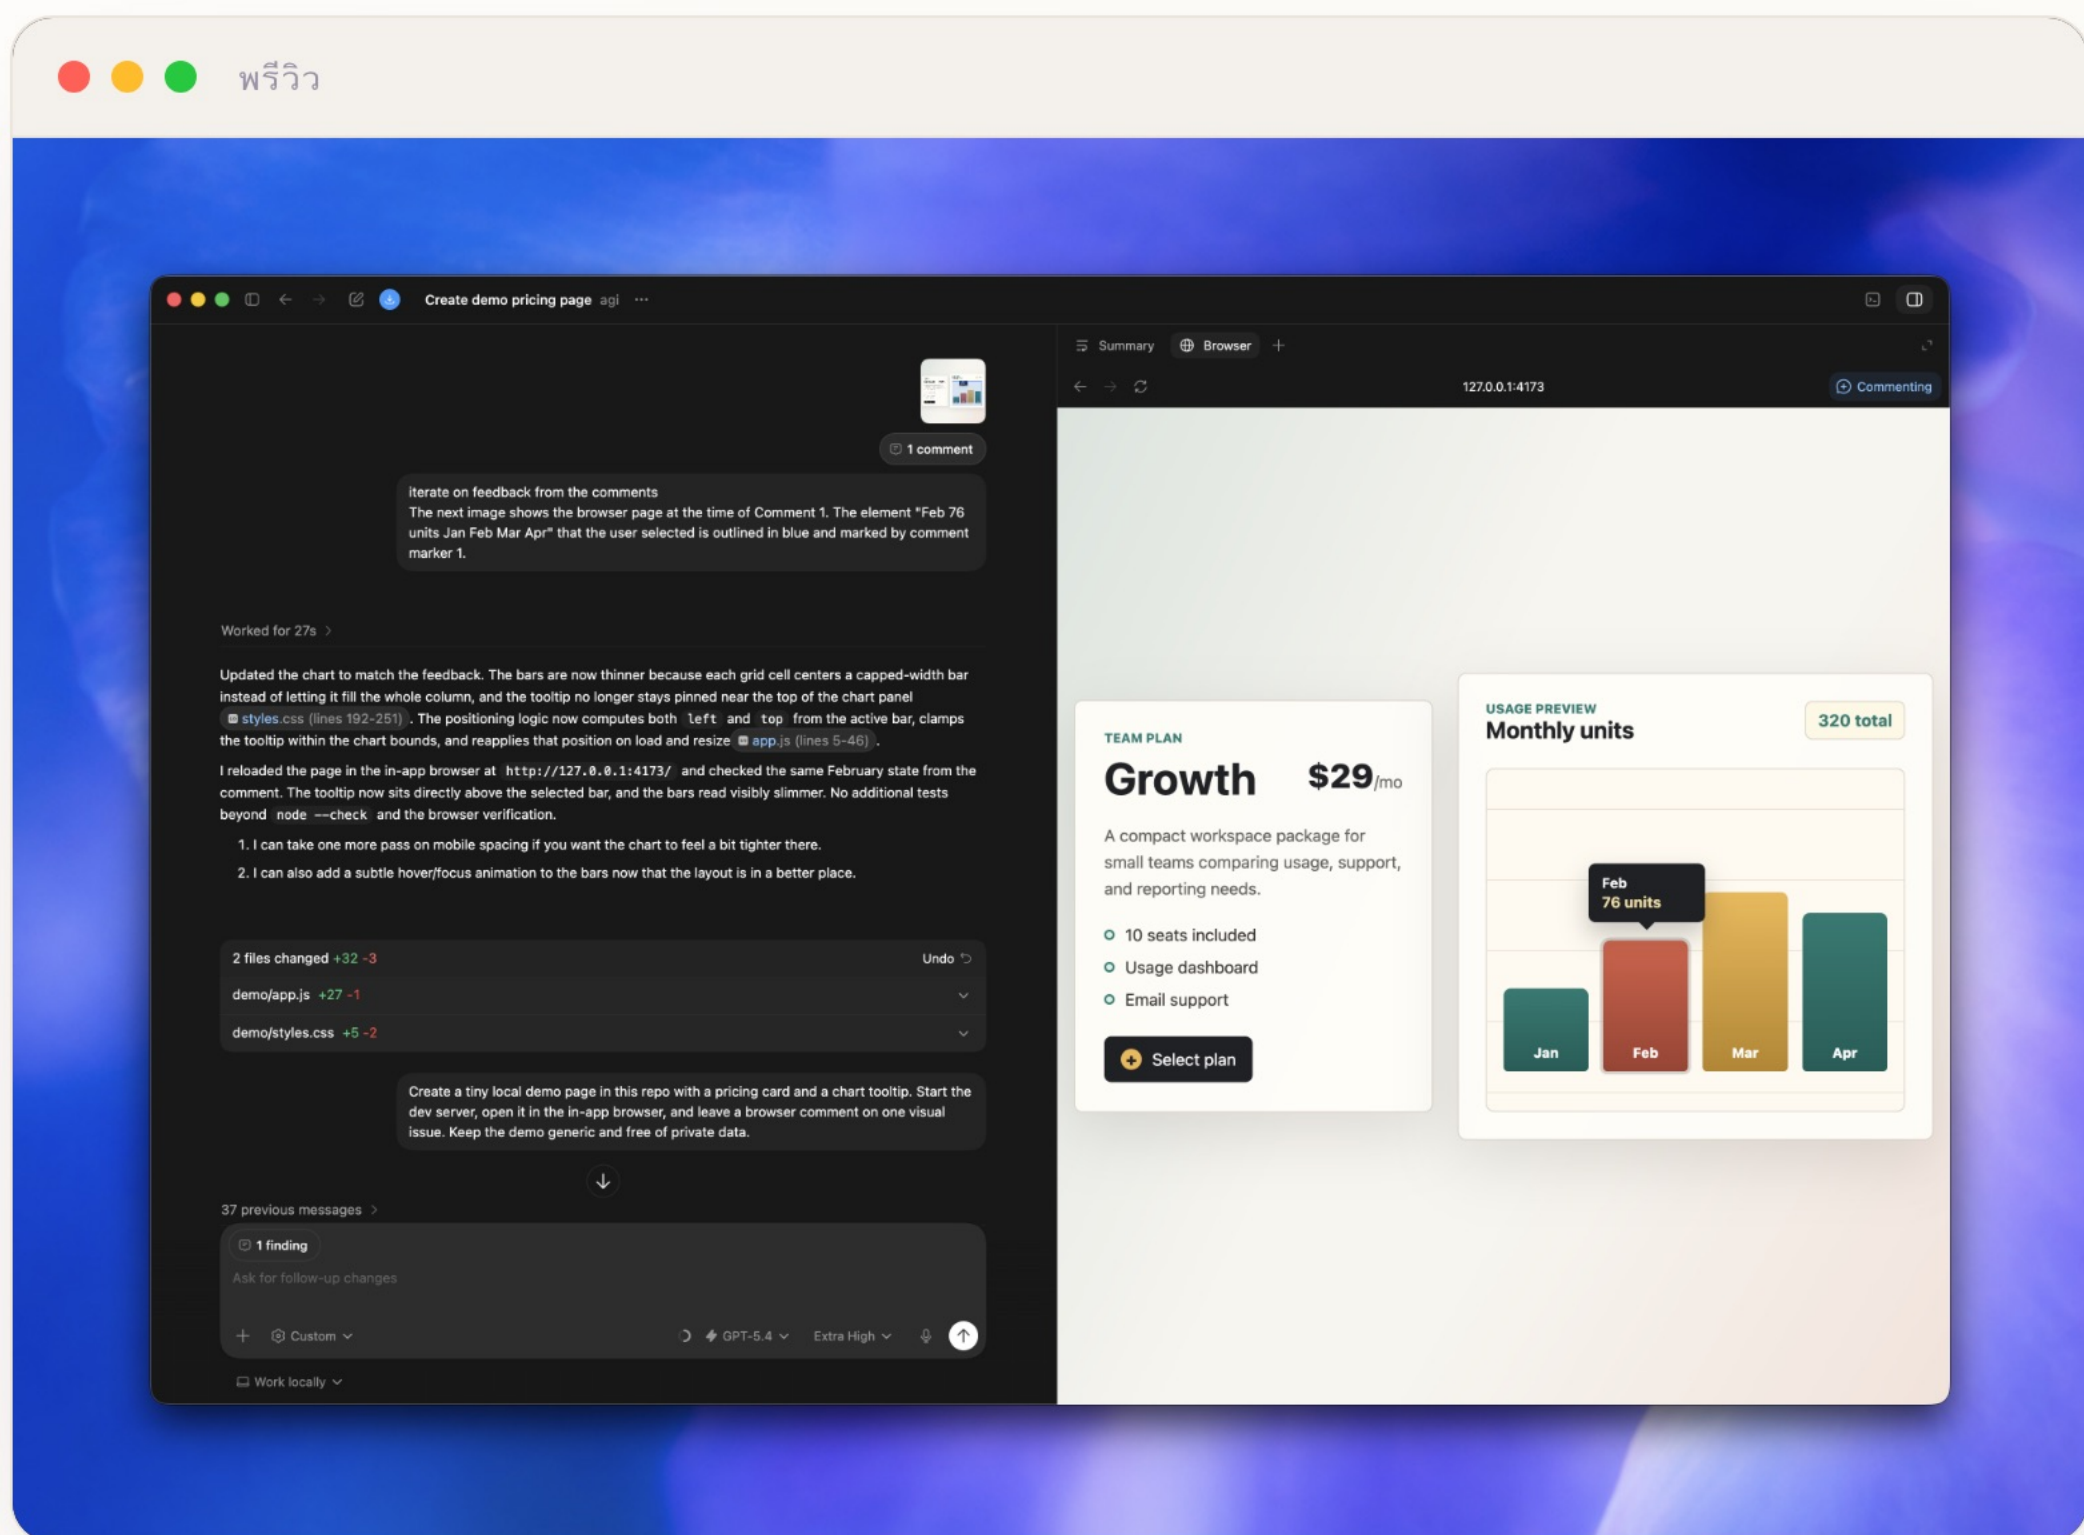 พรีวิว
Create demo pricing page agi ...
1 comment
iterate on feedback from the comments
The next image shows the browser page at the time of Comment 1. The element "Feb 76
units Jan Feb Mar Apr" that the user selected is outlined in blue and marked by comment
marker 1.
Worked for 27s
Updated the chart to match the feedback. The bars are now thinner because each grid cell centers a capped-width bar
instead of letting it fill the whole column, and the tooltip no longer stays pinned near the top of the chart panel
styles.css (lines 192-251) . The positioning logic now computes both left and top from the active bar, clamps
the tooltip within the chart bounds, and reapplies that position on load and resize app.js (lines 5-46) .
I reloaded the page in the in-app browser at http://127.0.0.1:4173/ and checked the same February state from the
comment. The tooltip now sits directly above the selected bar, and the bars read visibly slimmer. No additional tests
beyond node --check and the browser verification.
1. I can take one more pass on mobile spacing if you want the chart to feel a bit tighter there.
2. I can also add a subtle hover/focus animation to the bars now that the layout is in a better place.
2 files changed +32 -3 Undo
demo/app.js +27 -1
demo/styles.css +5 -2
Create a tiny local demo page in this repo with a pricing card and a chart tooltip. Start the
dev server, open it in the in-app browser, and leave a browser comment on one visual
issue. Keep the demo generic and free of private data.
37 previous messages
1 finding
Ask for follow-up changes
Custom GPT-5.4 Extra High
Work locally
Summary Browser
127.0.0.1:4173 Commenting
TEAM PLAN
Growth $29/mo
A compact workspace package for
small teams comparing usage, support,
and reporting needs.
10 seats included
Usage dashboard
Email support
Select plan
USAGE PREVIEW
Monthly units 320 total
Feb
76 units
Jan Feb Mar Apr